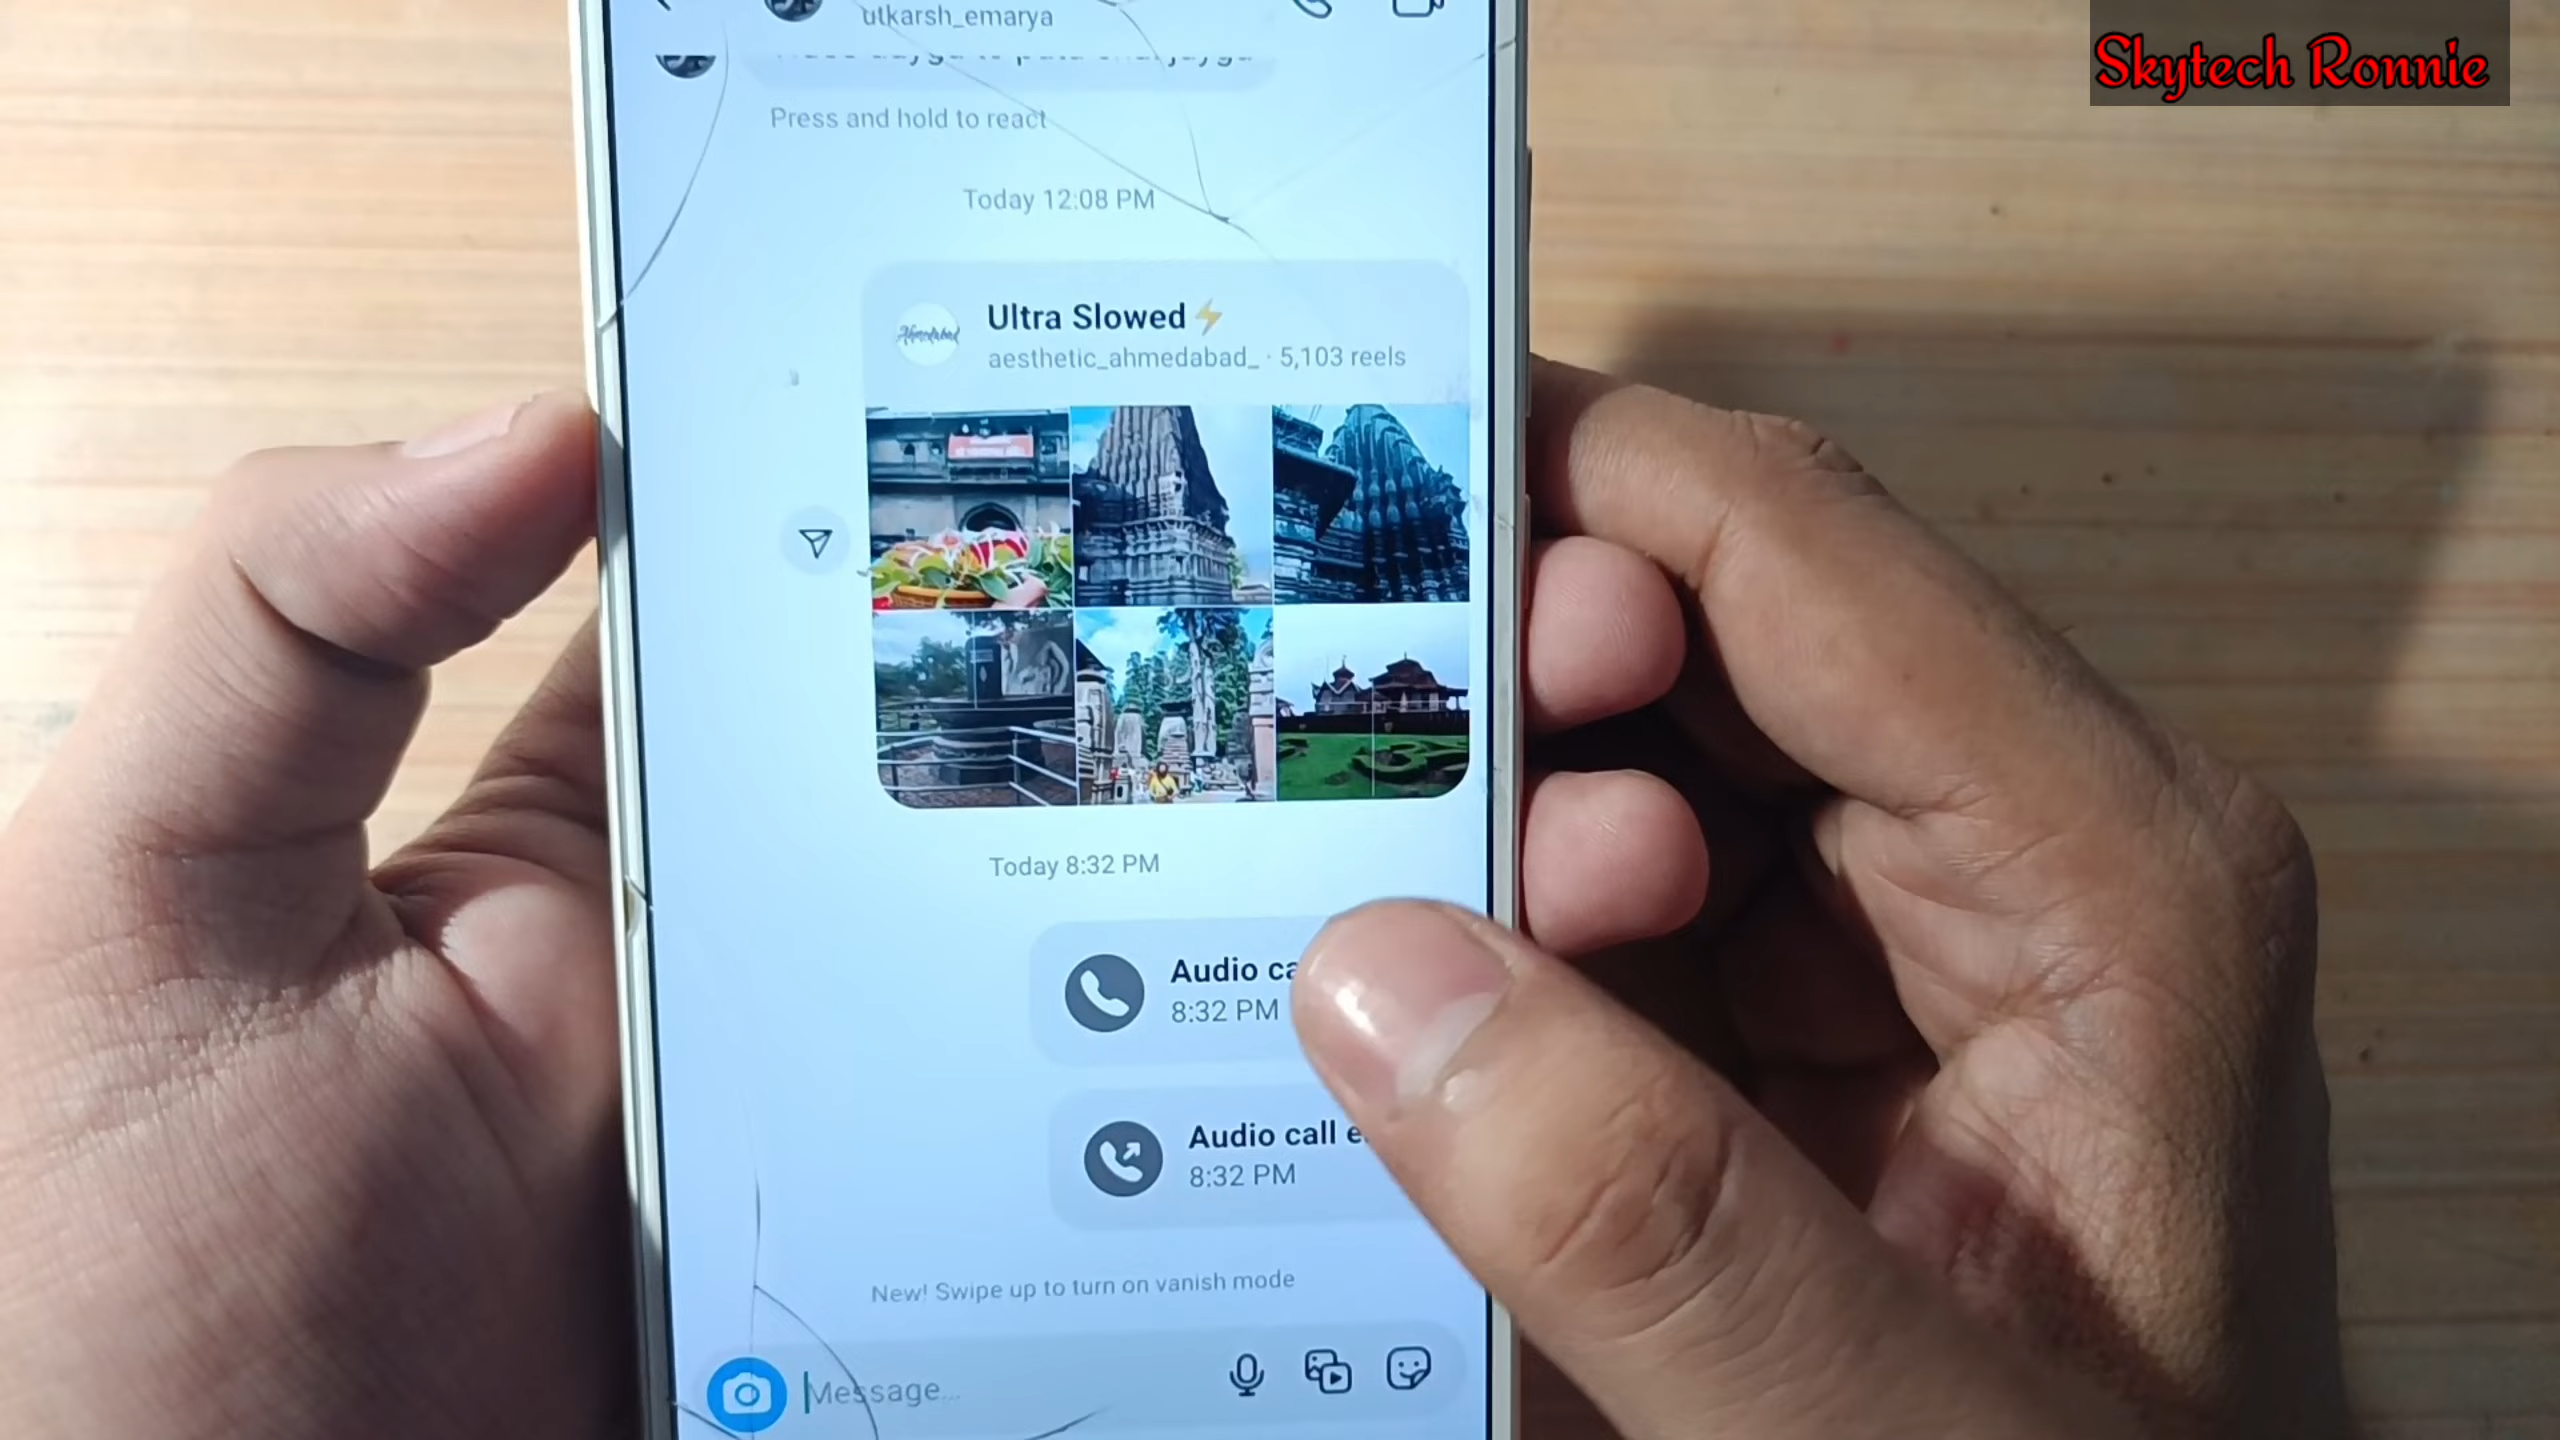 utkarsh_emarya
Skytech Ronnie
Press and hold to react
Today 12:08 PM
Ahmedabad
Ultra Slowed⚡
aesthetic_ahmedabad_ · 5,103 reels
Today 8:32 PM
Audio ca
8:32 PM
Audio call e
8:32 PM
New! Swipe up to turn on vanish mode
Message...